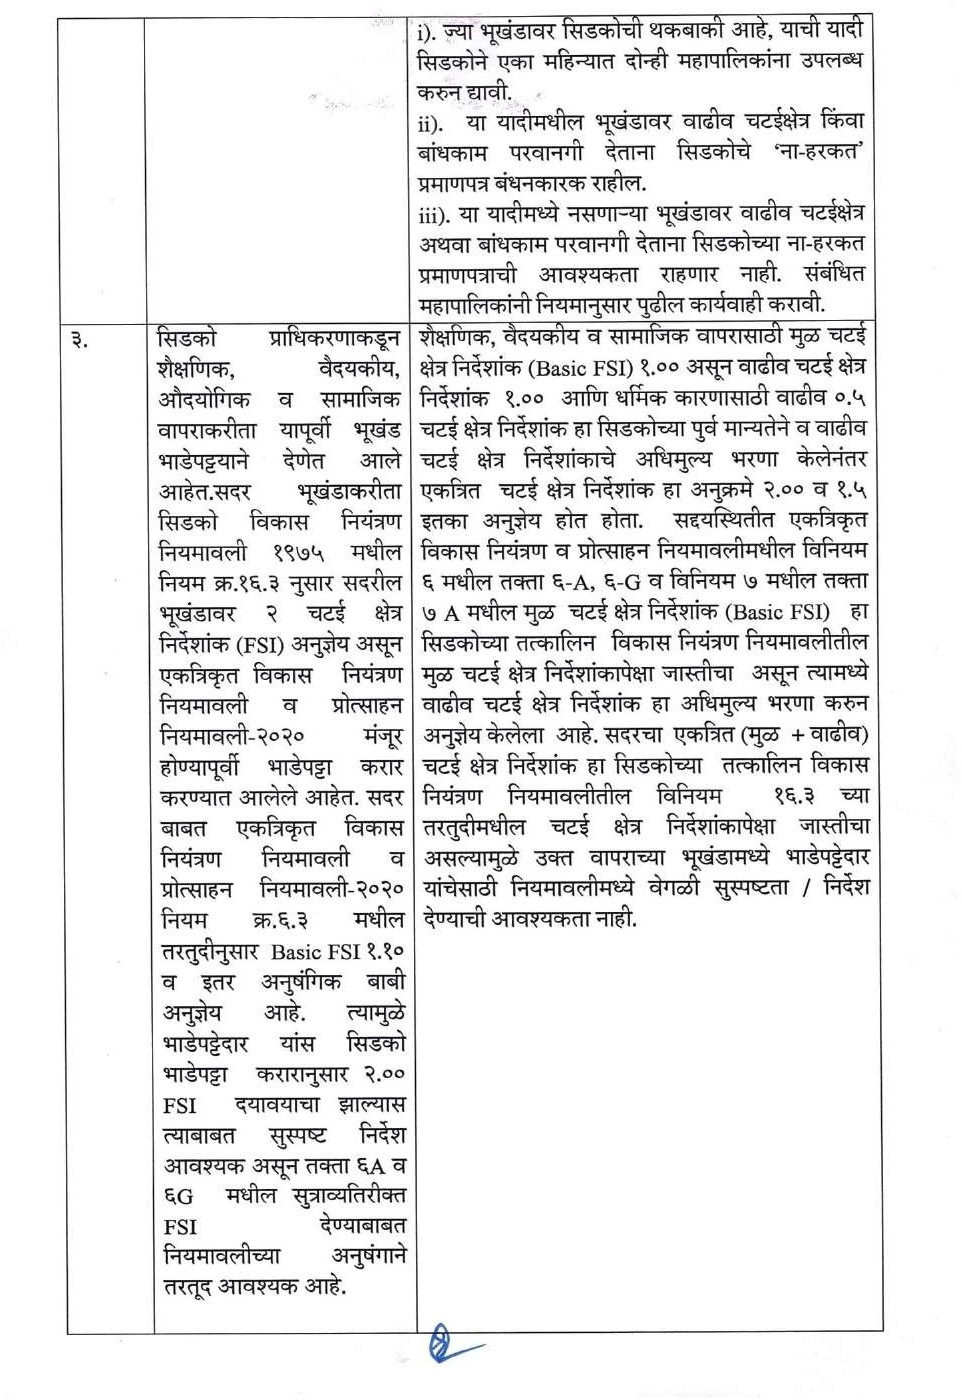 i). ज्या भूखंडावर सिडकोची थकबाकी आहे, याची यादी
सिडकोने एका महिन्यात दोन्ही महापालिकांना उपलब्ध
करुन द्यावी.
ii). या यादीमधील भूखंडावर वाढीव चटईक्षेत्र किंवा
बांधकाम परवानगी देताना सिडकोचे ‘ना-हरकत’
प्रमाणपत्र बंधनकारक राहील.
iii). या यादीमध्ये नसणाऱ्या भूखंडावर वाढीव चटईक्षेत्र
अथवा बांधकाम परवानगी देताना सिडकोच्या ना-हरकत
प्रमाणपत्राची आवश्यकता राहणार नाही. संबंधित
महापालिकांनी नियमानुसार पुढील कार्यवाही करावी.
३.
सिडको प्राधिकरणाकडून
शैक्षणिक, वैदयकीय,
औदयोगिक व सामाजिक
वापराकरीता यापूर्वी भूखंड
भाडेपट्टयाने देणेत आले
आहेत.सदर भूखंडाकरीता
सिडको विकास नियंत्रण
नियमावली १९७५ मधील
नियम क्र.१६.३ नुसार सदरील
भूखंडावर २ चटई क्षेत्र
निर्देशांक (FSI) अनुज्ञेय असून
एकत्रिकृत विकास नियंत्रण
नियमावली व प्रोत्साहन
नियमावली-२०२० मंजूर
होण्यापूर्वी भाडेपट्टा करार
करण्यात आलेले आहेत. सदर
बाबत एकत्रिकृत विकास
नियंत्रण नियमावली व
प्रोत्साहन नियमावली-२०२०
नियम क्र.६.३ मधील
तरतुदीनुसार Basic FSI १.१०
व इतर अनुषंगिक बाबी
अनुज्ञेय आहे. त्यामुळे
भाडेपट्टेदार यांस सिडको
भाडेपट्टा करारानुसार २.००
FSI दयावयाचा झाल्यास
त्याबाबत सुस्पष्ट निर्देश
आवश्यक असून तक्ता ६A व
६G मधील सुत्राव्यतिरीक्त
FSI देण्याबाबत
नियमावलीच्या अनुषंगाने
तरतूद आवश्यक आहे.
शैक्षणिक, वैदयकीय व सामाजिक वापरासाठी मुळ चटई
क्षेत्र निर्देशांक (Basic FSI) १.०० असून वाढीव चटई क्षेत्र
निर्देशांक १.०० आणि धर्मिक कारणासाठी वाढीव ०.५
चटई क्षेत्र निर्देशांक हा सिडकोच्या पुर्व मान्यतेने व वाढीव
चटई क्षेत्र निर्देशांकाचे अधिमुल्य भरणा केलेनंतर
एकत्रित चटई क्षेत्र निर्देशांक हा अनुक्रमे २.०० व १.५
इतका अनुज्ञेय होत होता. सद्दयस्थितीत एकत्रिकृत
विकास नियंत्रण व प्रोत्साहन नियमावलीमधील विनियम
६ मधील तक्ता ६-A, ६-G व विनियम ७ मधील तक्ता
७ A मधील मुळ चटई क्षेत्र निर्देशांक (Basic FSI) हा
सिडकोच्या तत्कालिन विकास नियंत्रण नियमावलीतील
मुळ चटई क्षेत्र निर्देशांकापेक्षा जास्तीचा असून त्यामध्ये
वाढीव चटई क्षेत्र निर्देशांक हा अधिमुल्य भरणा करुन
अनुज्ञेय केलेला आहे. सदरचा एकत्रित (मुळ + वाढीव)
चटई क्षेत्र निर्देशांक हा सिडकोच्या तत्कालिन विकास
नियंत्रण नियमावलीतील विनियम १६.३ च्या
तरतुदीमधील चटई क्षेत्र निर्देशांकापेक्षा जास्तीचा
असल्यामुळे उक्त वापराच्या भूखंडामध्ये भाडेपट्टेदार
यांचेसाठी नियमावलीमध्ये वेगळी सुस्पष्टता / निर्देश
देण्याची आवश्यकता नाही.